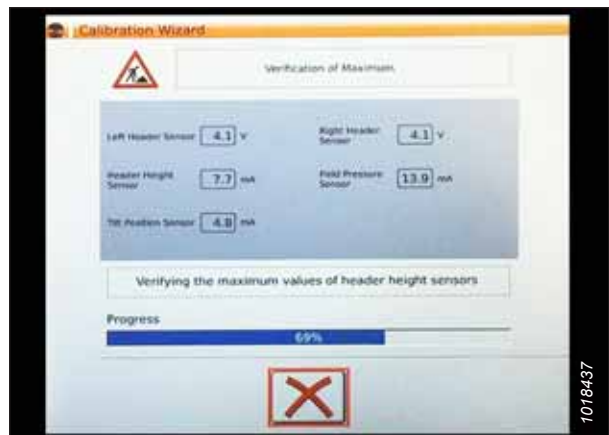 Calibration Wizard
Verification of Maximum
Left Header Sensor 4.1 V
Right Header Sensor 4.1 V
Header Height Sensor 7.7 mA
Field Pressure Sensor 13.9 mA
Tilt Position Sensor 4.8 mA
Verifying the maximum values of header height sensors
Progress
69%
1018437